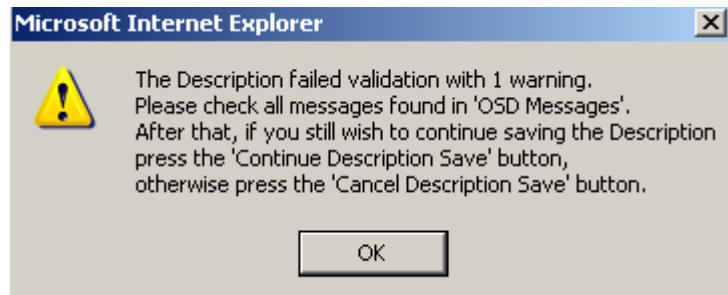 Microsoft Internet Explorer
The Description failed validation with 1 warning.
Please check all messages found in 'OSD Messages'.
After that, if you still wish to continue saving the Description
press the 'Continue Description Save' button,
otherwise press the 'Cancel Description Save' button.
OK